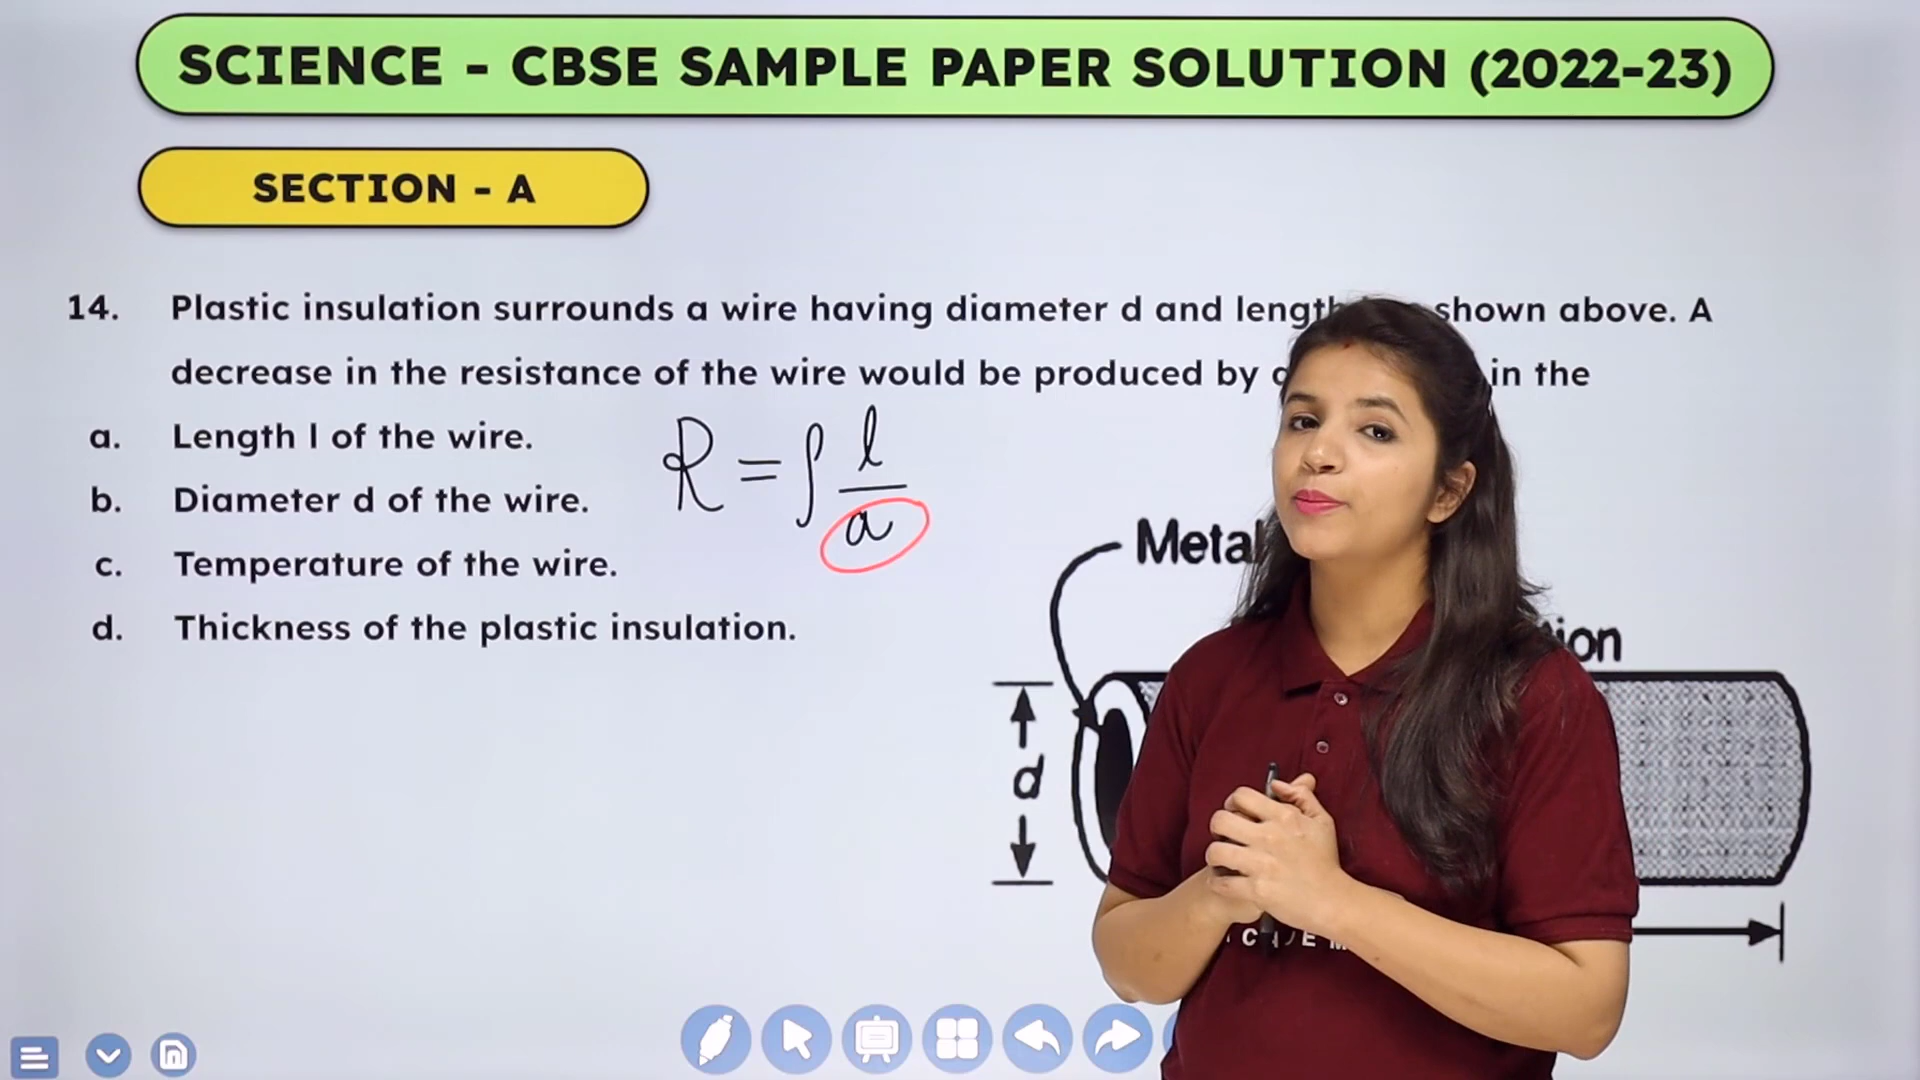 SCIENCE - CBSE SAMPLE PAPER SOLUTION (2022-23)
SECTION - A
14. Plastic insulation surrounds a wire having diameter d and length shown above. A
decrease in the resistance of the wire would be produced by in the
a. Length l of the wire.
b. Diameter d of the wire.
c. Temperature of the wire.
d. Thickness of the plastic insulation.
R = ρ l / a
Metal
d